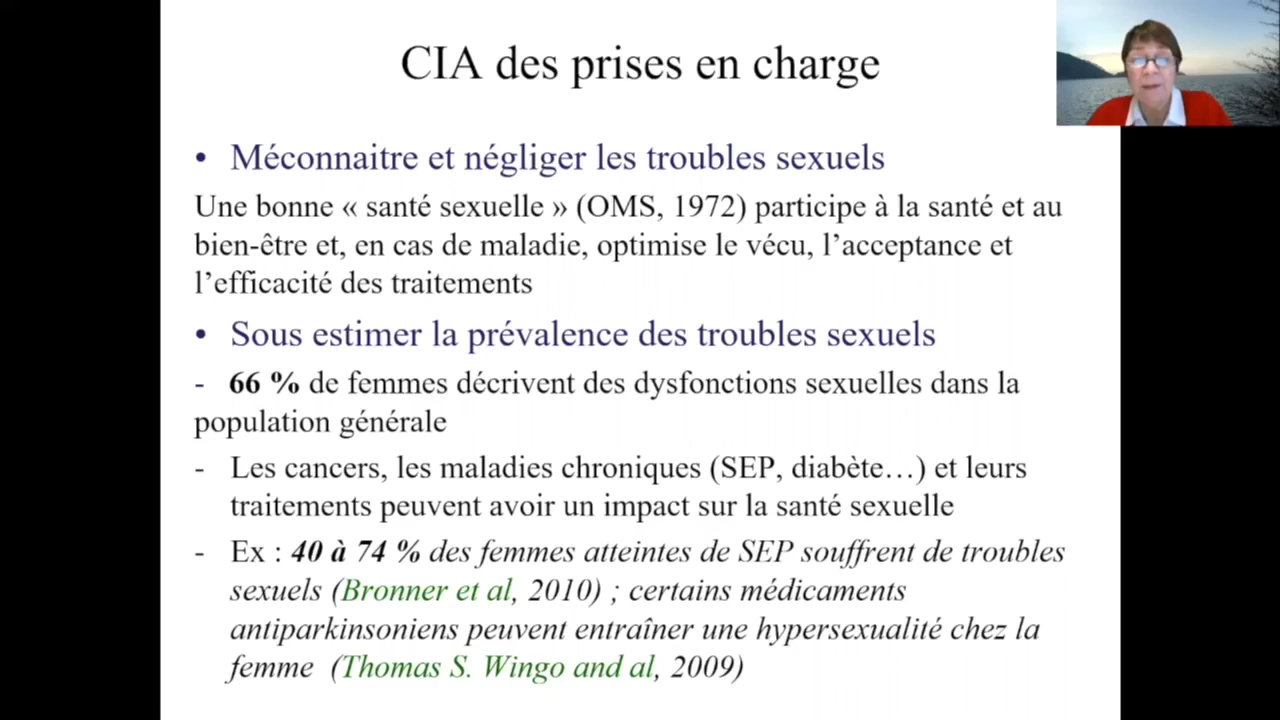 CIA des prises en charge
• Méconnaitre et négliger les troubles sexuels
Une bonne « santé sexuelle » (OMS, 1972) participe à la santé et au
bien-être et, en cas de maladie, optimise le vécu, l’acceptance et
l’efficacité des traitements
• Sous estimer la prévalence des troubles sexuels
- 66 % de femmes décrivent des dysfonctions sexuelles dans la
population générale
- Les cancers, les maladies chroniques (SEP, diabète…) et leurs
traitements peuvent avoir un impact sur la santé sexuelle
- Ex : 40 à 74 % des femmes atteintes de SEP souffrent de troubles
sexuels (Bronner et al, 2010) ; certains médicaments
antiparkinsoniens peuvent entraîner une hypersexualité chez la
femme (Thomas S. Wingo and al, 2009)